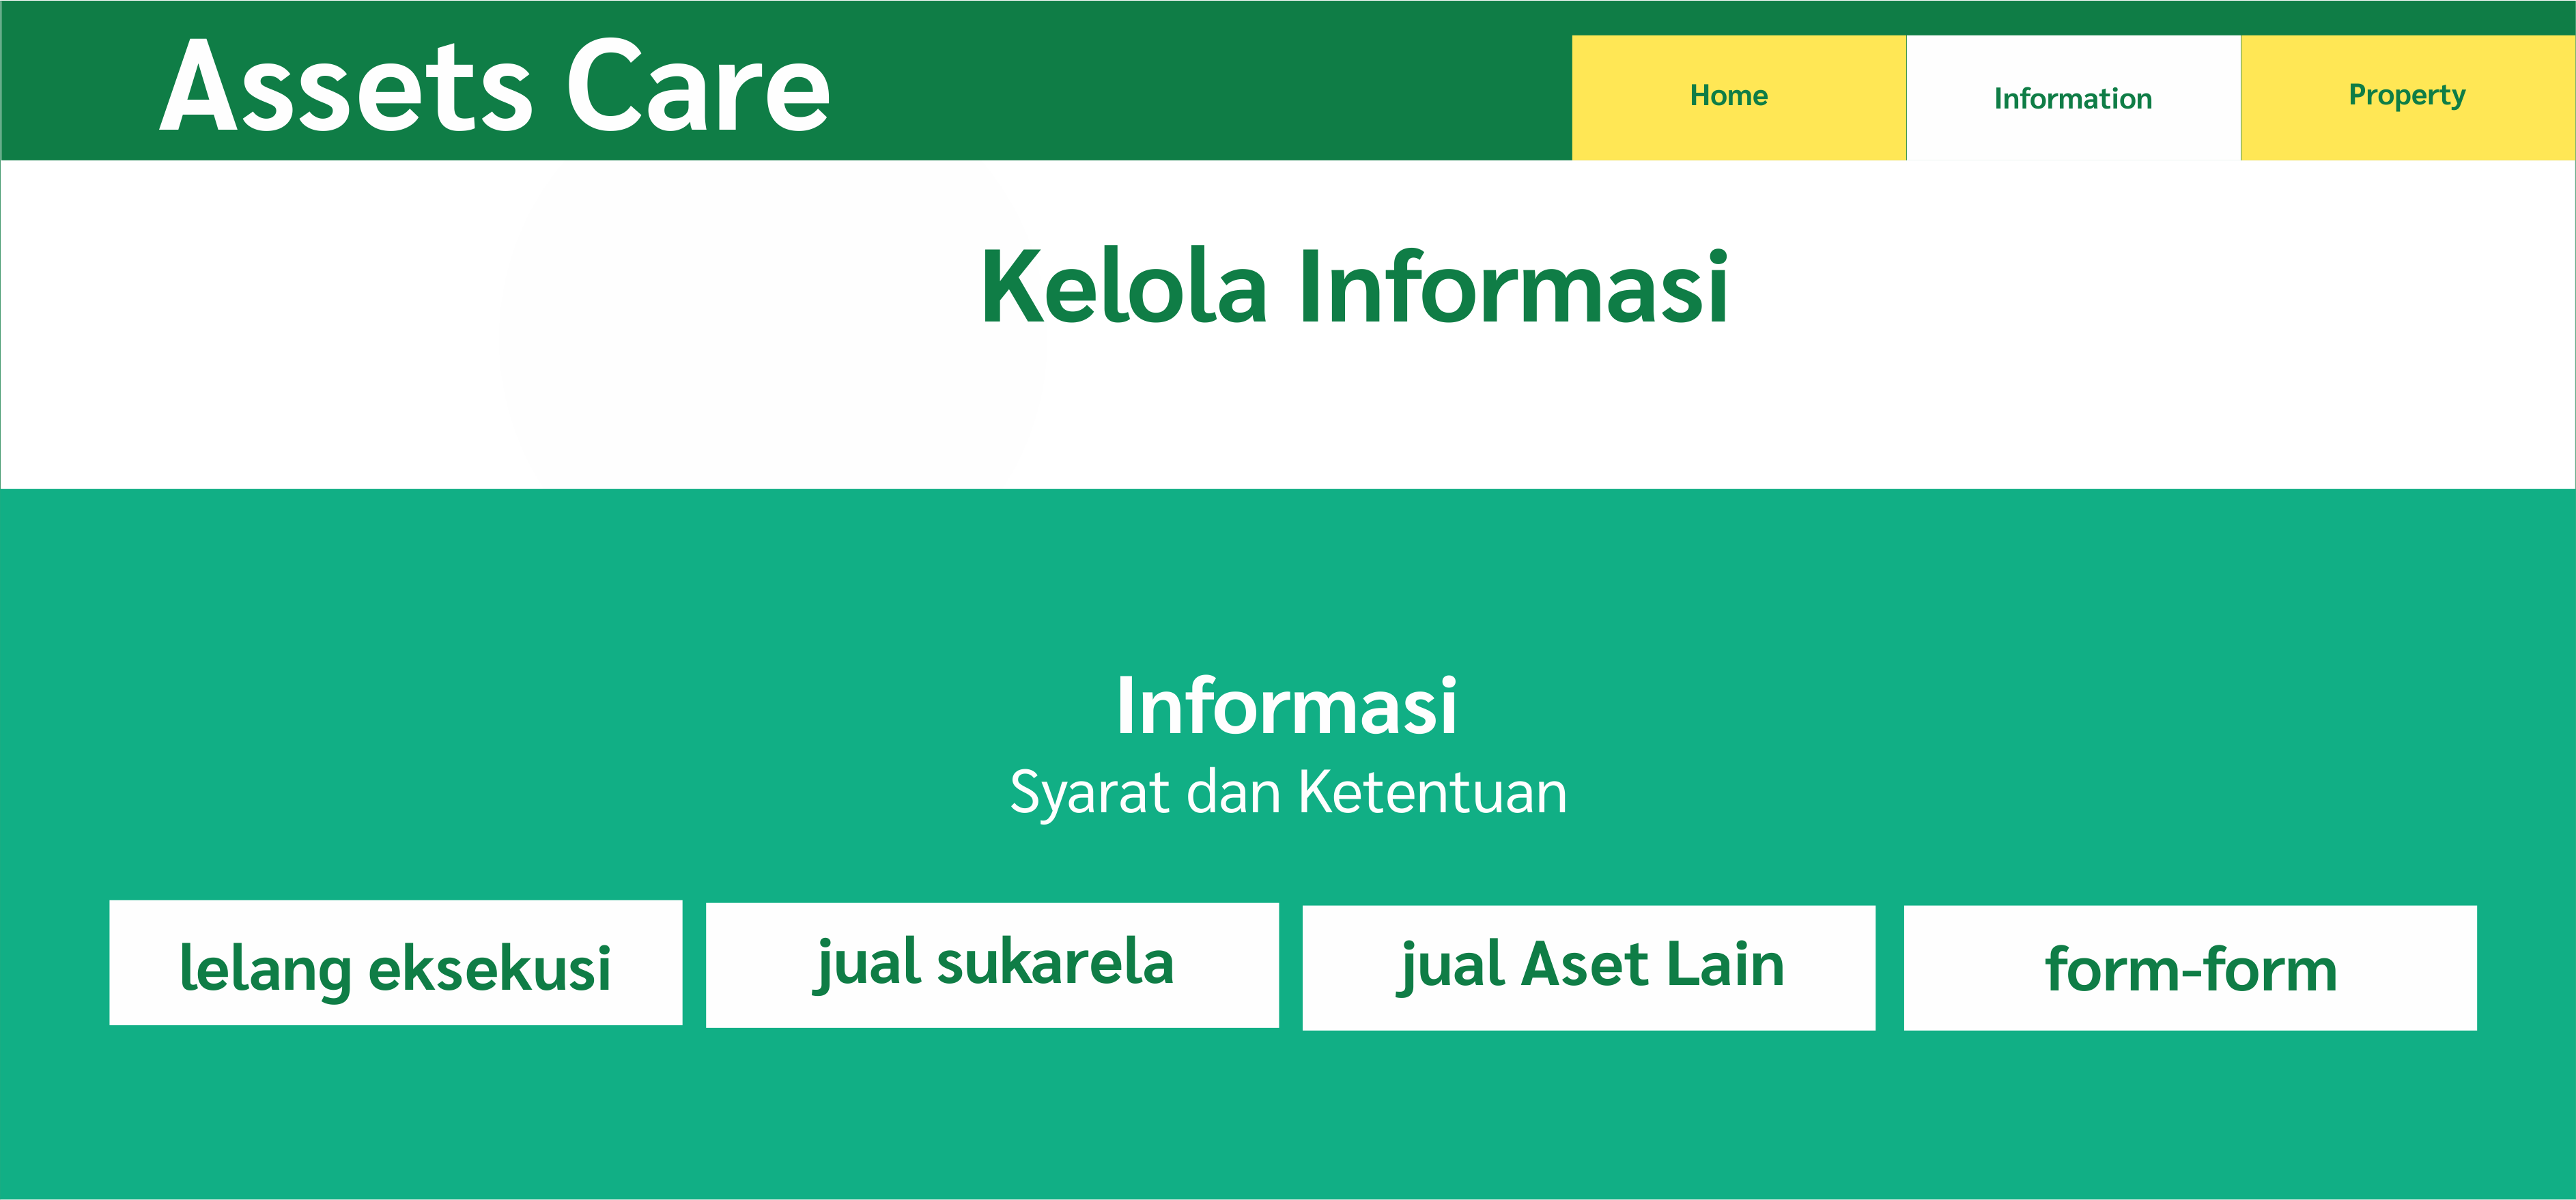 Assets Care
Home
Information
Property
Kelola Informasi
Informasi
Syarat dan Ketentuan
lelang eksekusi
jual sukarela
jual Aset Lain
form-form